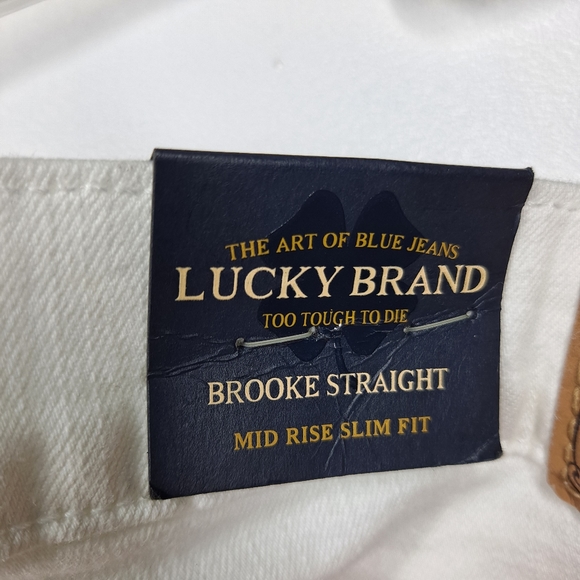 THE ART OF BLUE JEANS
LUCKY BRAND
TOO TOUGH TO DIE
BROOKE STRAIGHT
MID RISE SLIM FIT